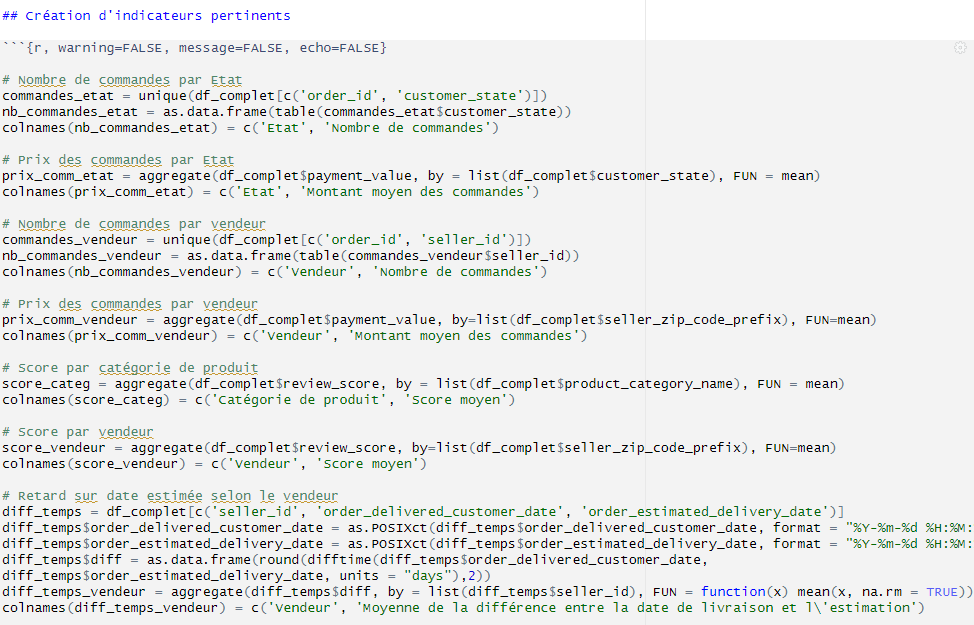 ## Création d'indicateurs pertinents
```{r, warning=FALSE, message=FALSE, echo=FALSE}
# Nombre de commandes par Etat
commandes_etat = unique(df_complet[c('order_id', 'customer_state')])
nb_commandes_etat = as.data.frame(table(commandes_etat$customer_state))
colnames(nb_commandes_etat) = c('Etat', 'Nombre de commandes')
# Prix des commandes par Etat
prix_comm_etat = aggregate(df_complet$payment_value, by = list(df_complet$customer_state), FUN = mean)
colnames(prix_comm_etat) = c('Etat', 'Montant moyen des commandes')
# Nombre de commandes par vendeur
commandes_vendeur = unique(df_complet[c('order_id', 'seller_id')])
nb_commandes_vendeur = as.data.frame(table(commandes_vendeur$seller_id))
colnames(nb_commandes_vendeur) = c('Vendeur', 'Nombre de commandes')
# Prix des commandes par vendeur
prix_comm_vendeur = aggregate(df_complet$payment_value, by=list(df_complet$seller_zip_code_prefix), FUN=mean)
colnames(prix_comm_vendeur) = c('Vendeur', 'Montant moyen des commandes')
# Score par catégorie de produit
score_categ = aggregate(df_complet$review_score, by = list(df_complet$product_category_name), FUN = mean)
colnames(score_categ) = c('Catégorie de produit', 'Score moyen')
# Score par vendeur
score_vendeur = aggregate(df_complet$review_score, by=list(df_complet$seller_zip_code_prefix), FUN=mean)
colnames(score_vendeur) = c('Vendeur', 'Score moyen')
# Retard sur date estimée selon le vendeur
diff_temps = df_complet[c('seller_id', 'order_delivered_customer_date', 'order_estimated_delivery_date')]
diff_temps$order_delivered_customer_date = as.POSIXct(diff_temps$order_delivered_customer_date, format = "%Y-%m-%d %H:%M:
diff_temps$order_estimated_delivery_date = as.POSIXct(diff_temps$order_estimated_delivery_date, format = "%Y-%m-%d %H:%M:
diff_temps$diff = as.data.frame(round(difftime(diff_temps$order_delivered_customer_date,
diff_temps$order_estimated_delivery_date, units = "days"),2))
diff_temps_vendeur = aggregate(diff_temps$diff, by = list(diff_temps$seller_id), FUN = function(x) mean(x, na.rm = TRUE))
colnames(diff_temps_vendeur) = c('Vendeur', 'Moyenne de la différence entre la date de livraison et l\'estimation')